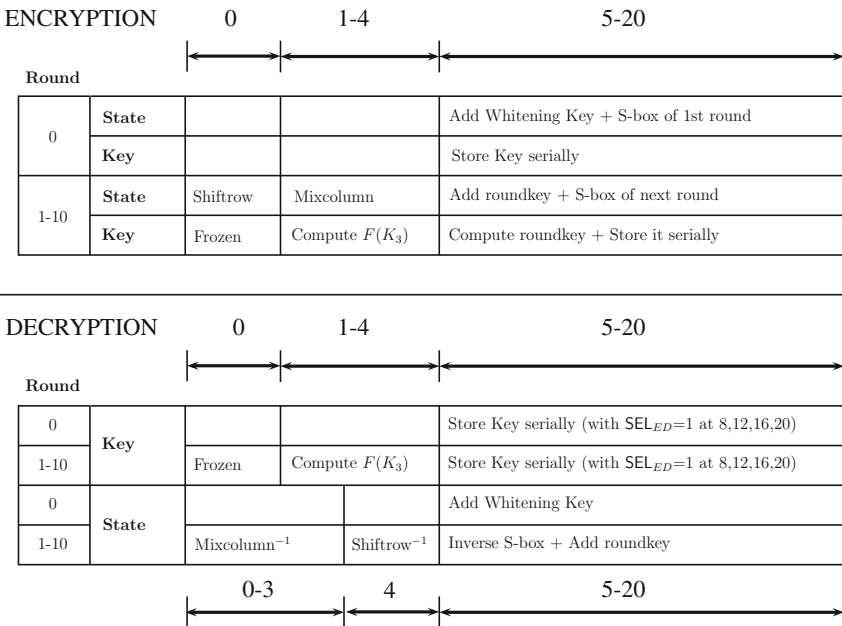 ENCRYPTION 0 1-4 5-20
Round
0 State Add Whitening Key + S-box of 1st round
Key Store Key serially
1-10 State Shiftrow Mixcolumn Add roundkey + S-box of next round
Key Frozen Compute F(K₃) Compute roundkey + Store it serially
DECRYPTION 0 1-4 5-20
Round
0 Key Store Key serially (with SEL_ED=1 at 8,12,16,20)
1-10 Frozen Compute F(K₃) Store Key serially (with SEL_ED=1 at 8,12,16,20)
0 State Add Whitening Key
1-10 Mixcolumn⁻¹ Shiftrow⁻¹ Inverse S-box + Add roundkey
0-3 4 5-20